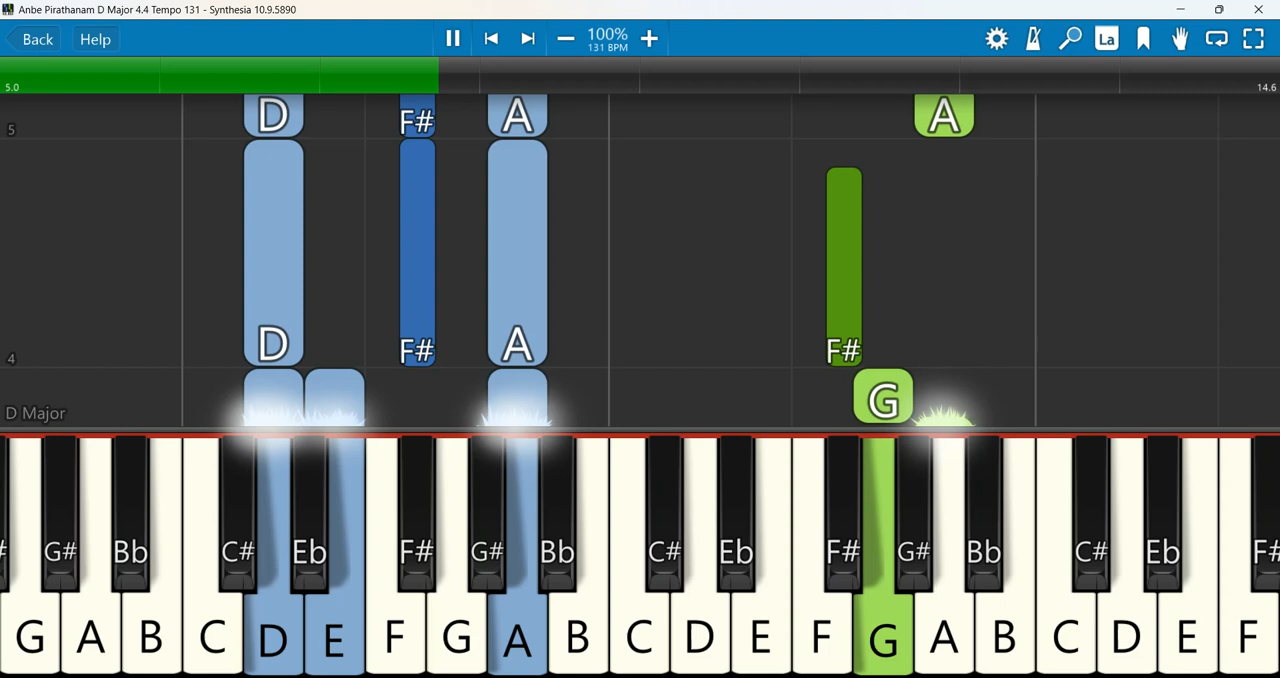 Anbe Pirathanam D Major 4.4 Tempo 131 - Synthesia 10.9.5890
Back Help 100% La
131 BPM
5.0 14.6
D F# A A
5
D F# A F#
4
G
D Major
# G# Bb C# Eb F# G# Bb C# Eb F# G# Bb C# Eb F#
G A B C D E F G A B C D E F G A B C D E F